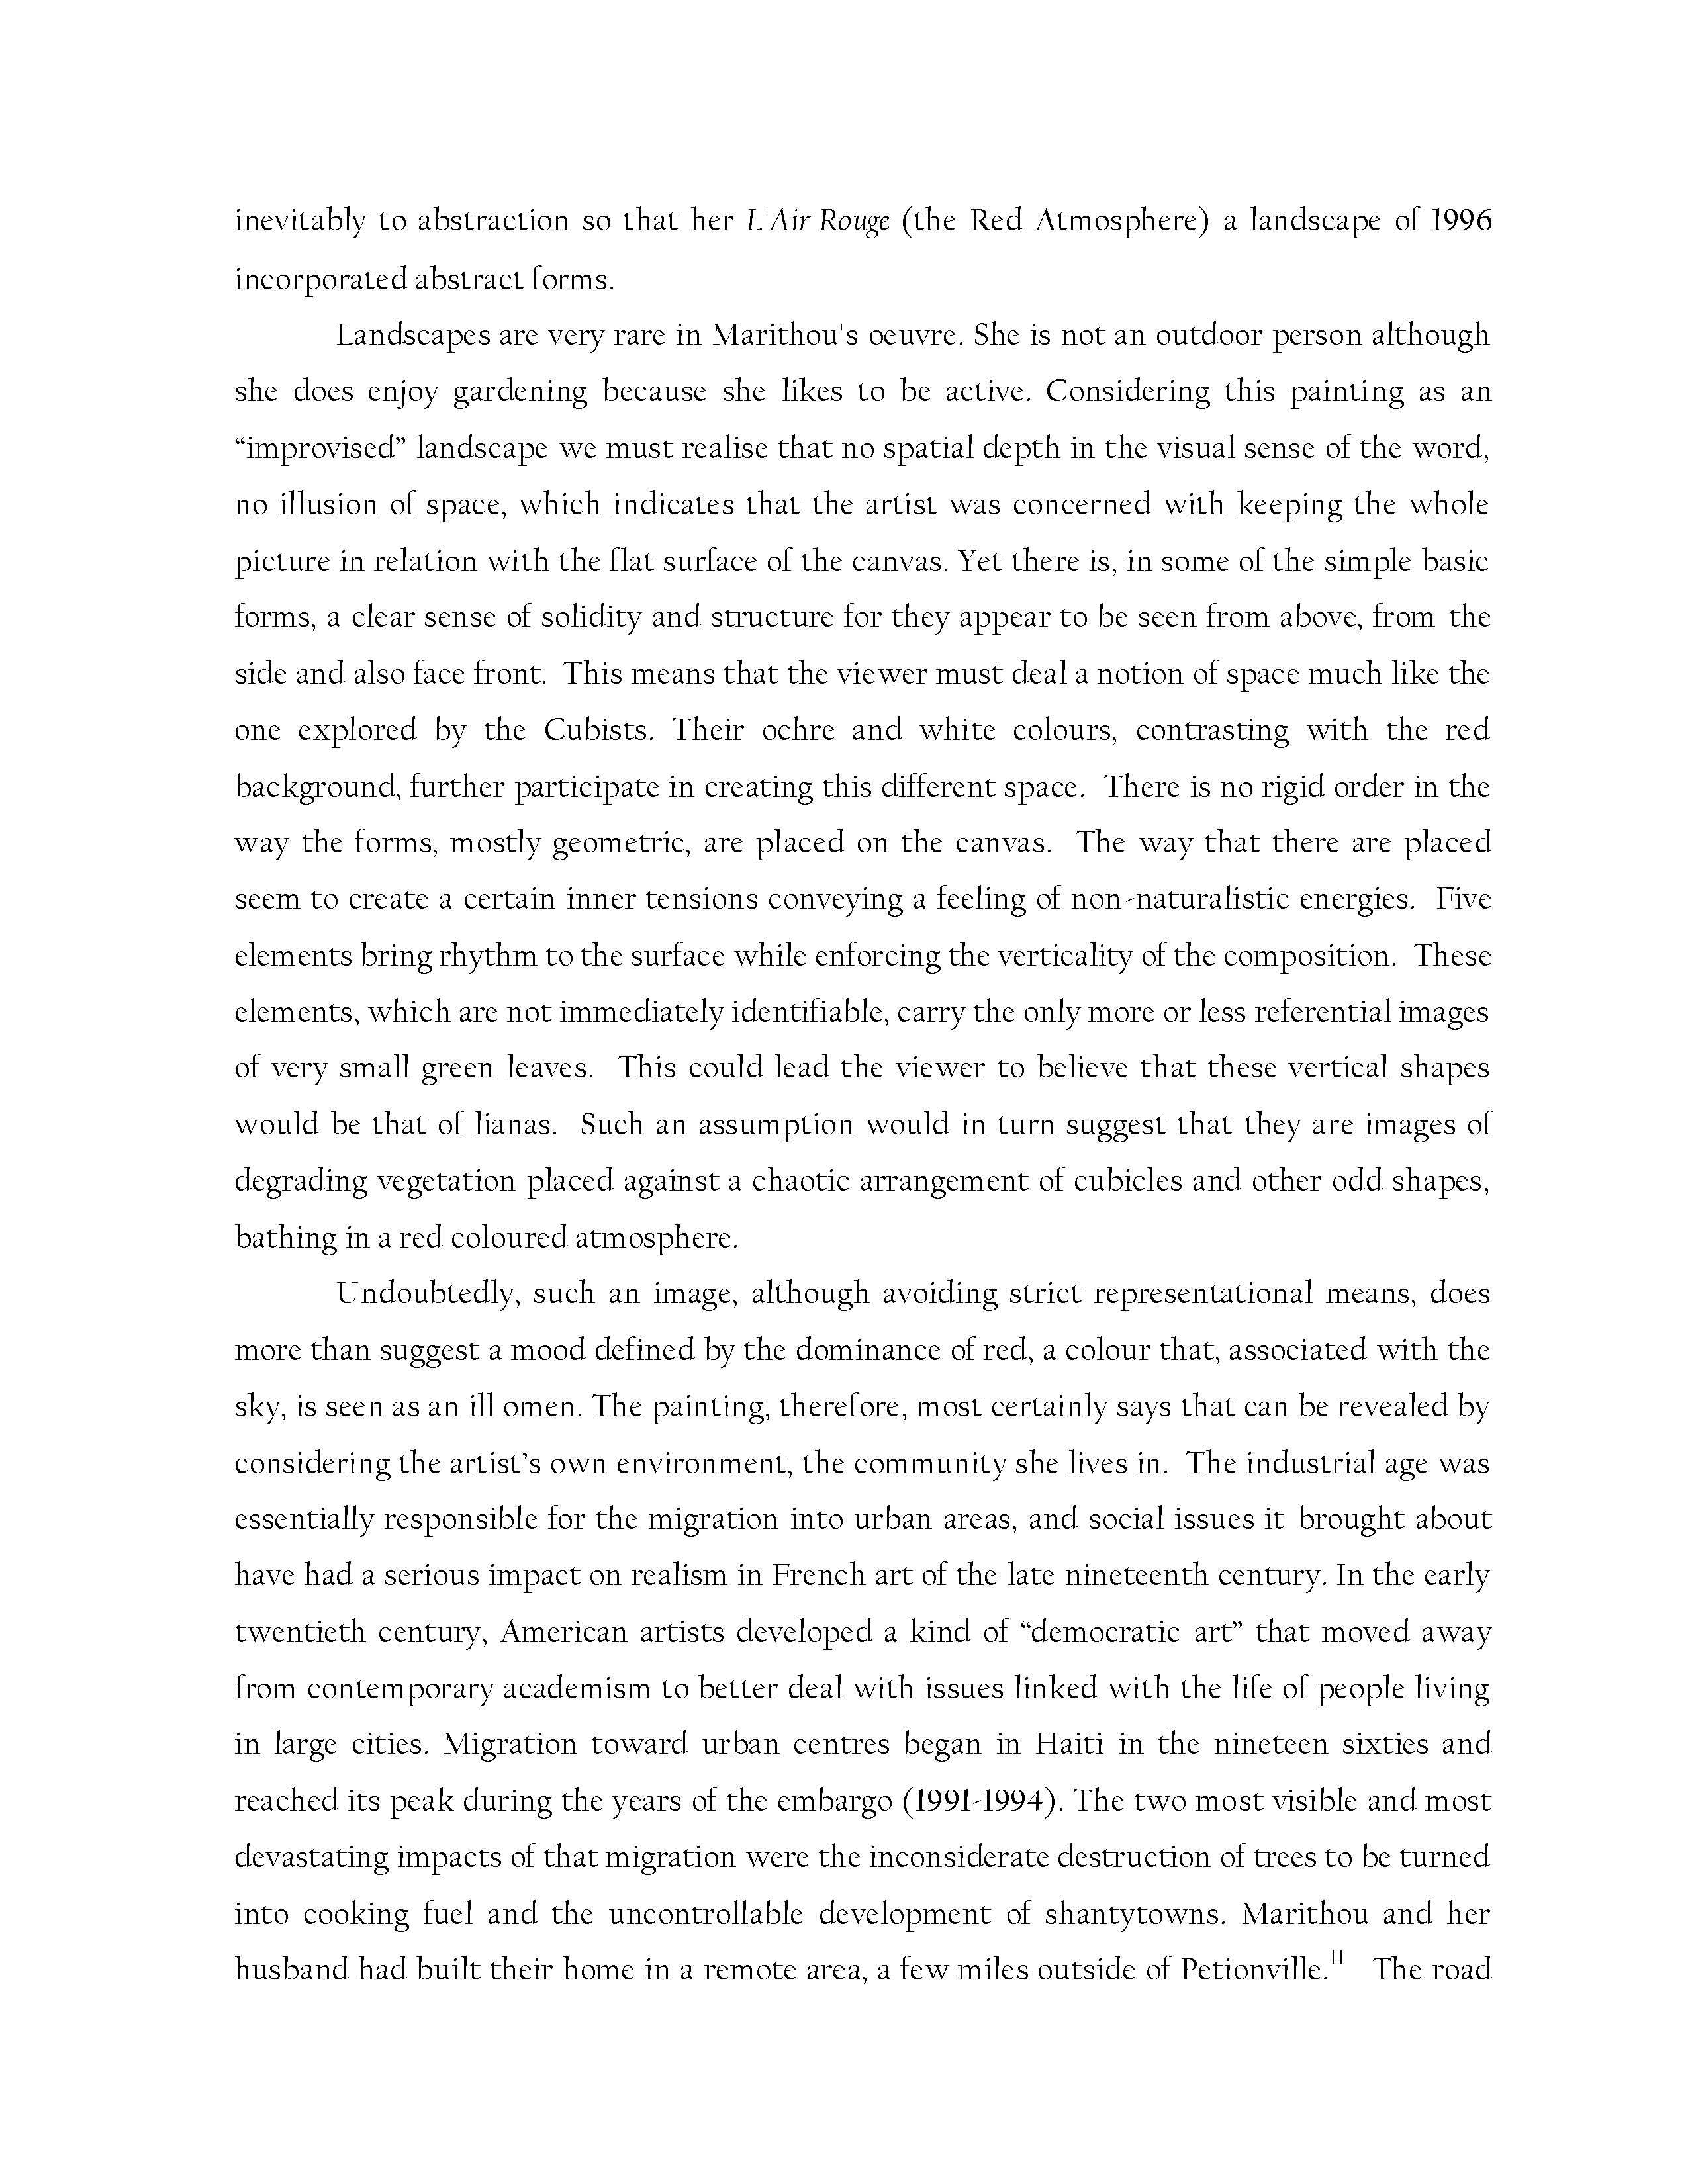 inevitably to abstraction so that her L'Air Rouge (the Red Atmosphere) a landscape of 1996
incorporated abstract forms.
Landscapes are very rare in Marithou's oeuvre. She is not an outdoor person although
she does enjoy gardening because she likes to be active. Considering this painting as an
“improvised” landscape we must realise that no spatial depth in the visual sense of the word,
no illusion of space, which indicates that the artist was concerned with keeping the whole
picture in relation with the flat surface of the canvas. Yet there is, in some of the simple basic
forms, a clear sense of solidity and structure for they appear to be seen from above, from the
side and also face front. This means that the viewer must deal a notion of space much like the
one explored by the Cubists. Their ochre and white colours, contrasting with the red
background, further participate in creating this different space. There is no rigid order in the
way the forms, mostly geometric, are placed on the canvas. The way that there are placed
seem to create a certain inner tensions conveying a feeling of non-naturalistic energies. Five
elements bring rhythm to the surface while enforcing the verticality of the composition. These
elements, which are not immediately identifiable, carry the only more or less referential images
of very small green leaves. This could lead the viewer to believe that these vertical shapes
would be that of lianas. Such an assumption would in turn suggest that they are images of
degrading vegetation placed against a chaotic arrangement of cubicles and other odd shapes,
bathing in a red coloured atmosphere.
Undoubtedly, such an image, although avoiding strict representational means, does
more than suggest a mood defined by the dominance of red, a colour that, associated with the
sky, is seen as an ill omen. The painting, therefore, most certainly says that can be revealed by
considering the artist’s own environment, the community she lives in. The industrial age was
essentially responsible for the migration into urban areas, and social issues it brought about
have had a serious impact on realism in French art of the late nineteenth century. In the early
twentieth century, American artists developed a kind of “democratic art” that moved away
from contemporary academism to better deal with issues linked with the life of people living
in large cities. Migration toward urban centres began in Haiti in the nineteen sixties and
reached its peak during the years of the embargo (1991-1994). The two most visible and most
devastating impacts of that migration were the inconsiderate destruction of trees to be turned
into cooking fuel and the uncontrollable development of shantytowns. Marithou and her
husband had built their home in a remote area, a few miles outside of Petionville.11 The road